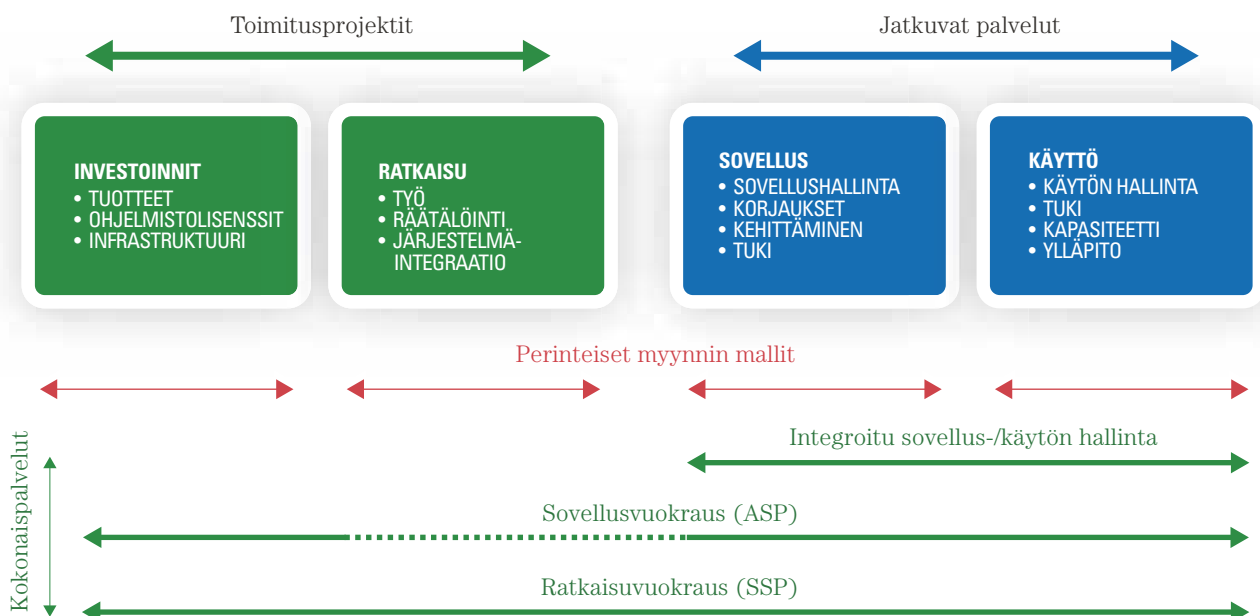 Toimitusprojektit
Jatkuvat palvelut
INVESTOINNIT
• TUOTTEET
• OHJELMISTOLISENSSIT
• INFRASTRUKTUURI
RATKAISU
• TYÖ
• RÄÄTÄLÖINTI
• JÄRJESTELMÄ-
INTEGRAATIO
SOVELLUS
• SOVELLUSHALLINTA
• KORJAUKSET
• KEHITTÄMINEN
• TUKI
KÄYTTÖ
• KÄYTÖN HALLINTA
• TUKI
• KAPASITEETTI
• YLLÄPITO
Perinteiset myynnin mallit
Kokonaispalvelut
Integroitu sovellus-/käytön hallinta
Sovellusvuokraus (ASP)
Ratkaisuvuokraus (SSP)